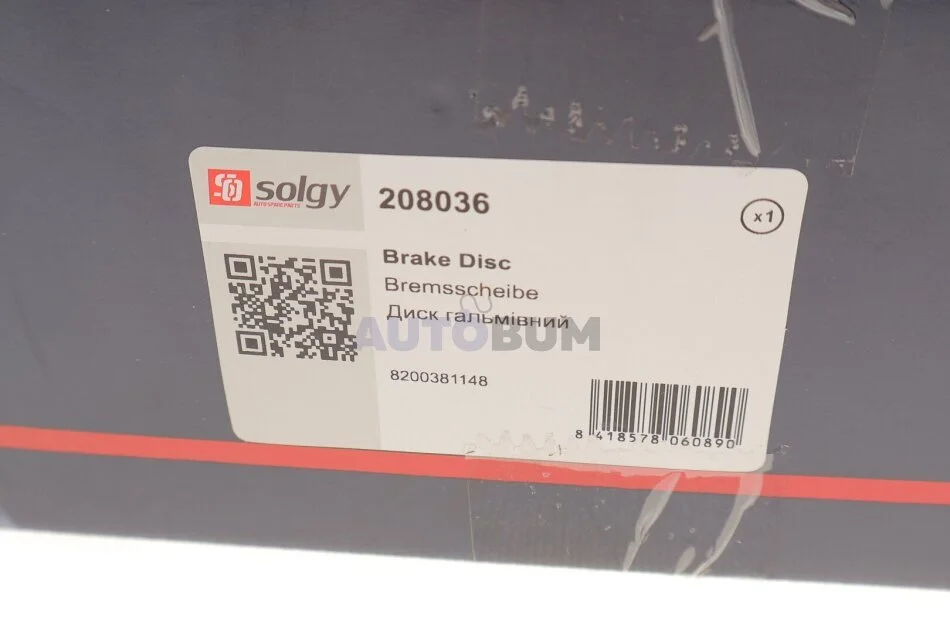 solgy
AUTO SPARE PARTS
208036
x1
Brake Disc
Bremsscheibe
Диск гальмівний
AUTOBUM
8200381148
8 418578 060890